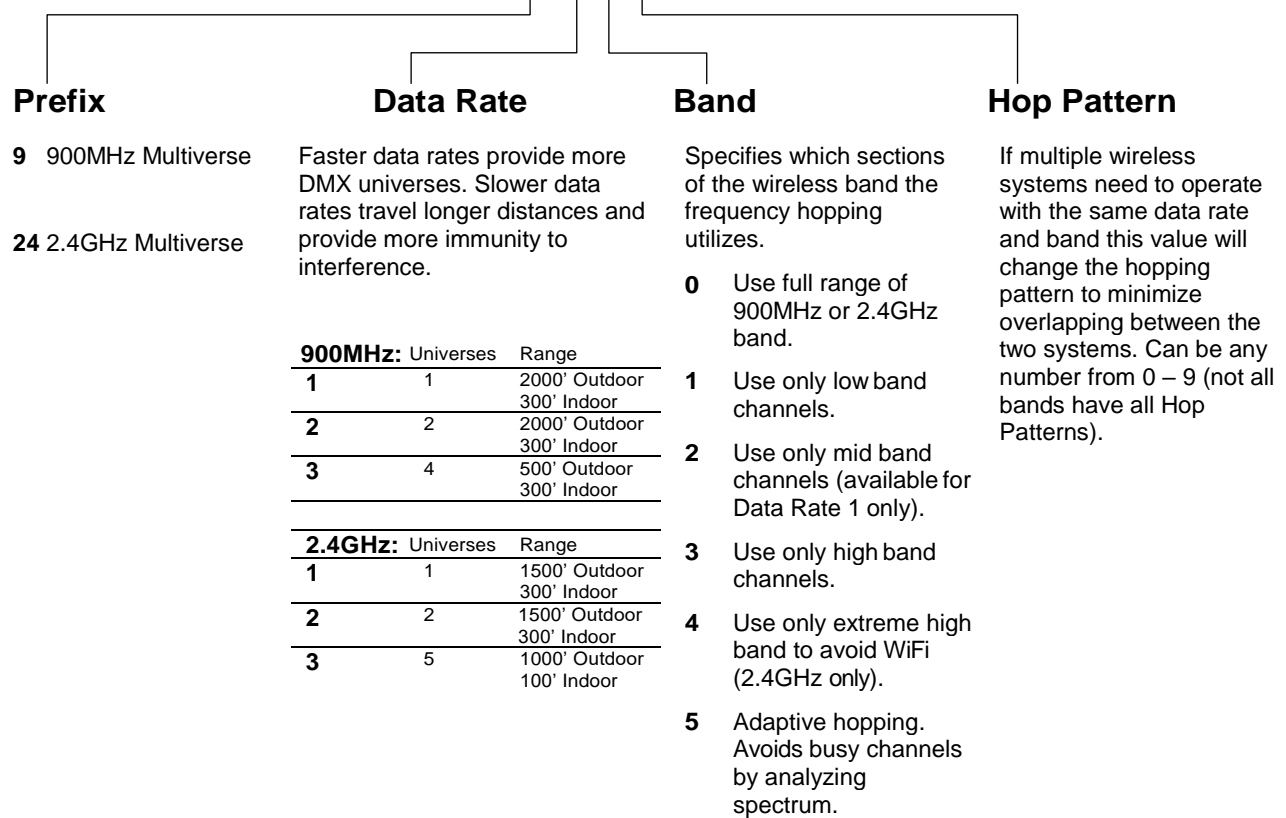 Prefix
9 900MHz Multiverse
24 2.4GHz Multiverse
Data Rate
Faster data rates provide more
DMX universes. Slower data
rates travel longer distances and
provide more immunity to
interference.
900MHz: Universes Range
1 1 2000’ Outdoor
300’ Indoor
2 2 2000’ Outdoor
300’ Indoor
3 4 500’ Outdoor
300’ Indoor
2.4GHz: Universes Range
1 1 1500’ Outdoor
300’ Indoor
2 2 1500’ Outdoor
300’ Indoor
3 5 1000’ Outdoor
100’ Indoor
Band
Specifies which sections
of the wireless band the
frequency hopping
utilizes.
0 Use full range of
900MHz or 2.4GHz
band.
1 Use only low band
channels.
2 Use only mid band
channels (available for
Data Rate 1 only).
3 Use only high band
channels.
4 Use only extreme high
band to avoid WiFi
(2.4GHz only).
5 Adaptive hopping.
Avoids busy channels
by analyzing
spectrum.
Hop Pattern
If multiple wireless
systems need to operate
with the same data rate
and band this value will
change the hopping
pattern to minimize
overlapping between the
two systems. Can be any
number from 0 – 9 (not all
bands have all Hop
Patterns).